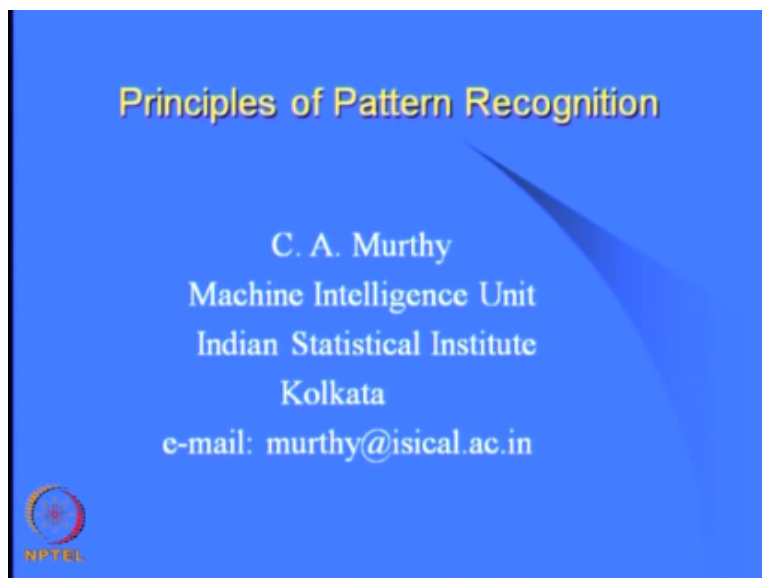 Principles of Pattern Recognition
C. A. Murthy
Machine Intelligence Unit
Indian Statistical Institute
Kolkata
e-mail: murthy@isical.ac.in
NPTEL